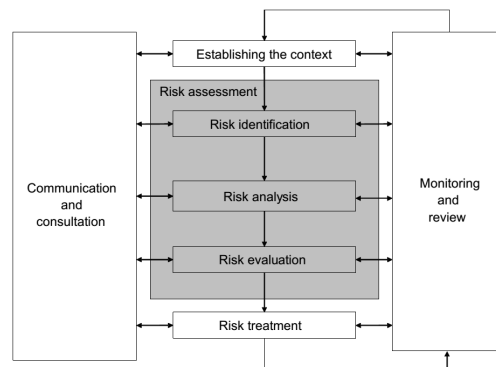 Establishing the context
Risk assessment
Risk identification
Communication
and
consultation
Risk analysis
Monitoring
and
review
Risk evaluation
Risk treatment